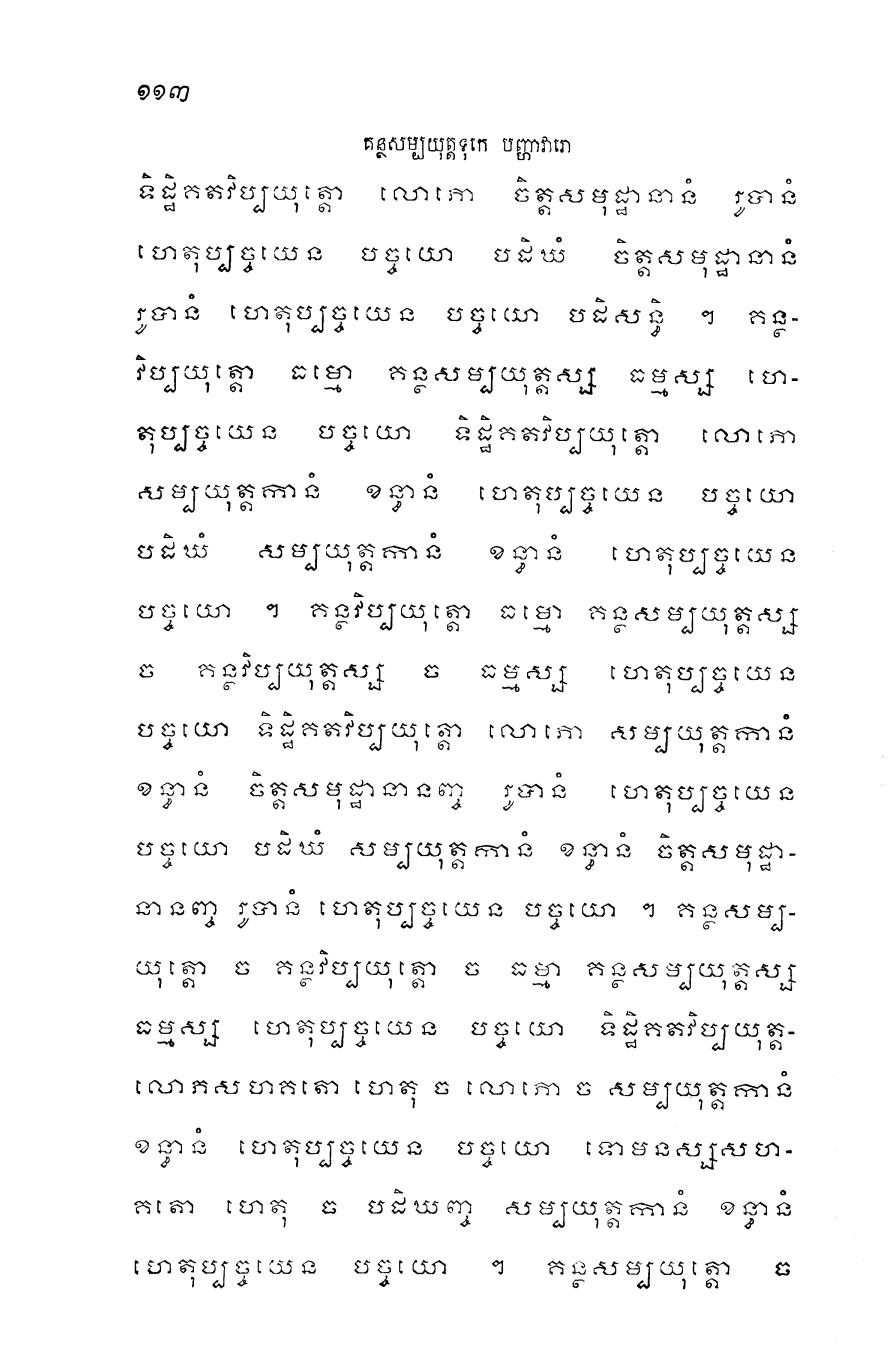 ១១៣
គន្ថសម្បយុត្តទុកេ បញ្ហាវារោ
ទិដ្ឋិគតវិប្បយុត្តោ លោភោ ចិត្តសមុដ្ឋានានំ រូបានំ
ហេតុប្បច្ចយេន បច្ចយោ បដិឃំ ចិត្តសមុដ្ឋានានំ
រូបានំ ហេតុប្បច្ចយេន បច្ចយោ បដិសន្ធិ ។ គន្ថ-
វិប្បយុត្តោ ធម្មោ គន្ថសម្បយុត្តស្ស ធម្មស្ស ហេ-
តុប្បច្ចយេន បច្ចយោ ទិដ្ឋិគតវិប្បយុត្តោ លោភោ
សម្បយុត្តកានំ ខន្ធានំ ហេតុប្បច្ចយេន បច្ចយោ
បដិឃំ សម្បយុត្តកានំ ខន្ធានំ ហេតុប្បច្ចយេន
បច្ចយោ ។ គន្ថវិប្បយុត្តោ ធម្មោ គន្ថសម្បយុត្តស្ស
ច គន្ថវិប្បយុត្តស្ស ច ធម្មស្ស ហេតុប្បច្ចយេន
បច្ចយោ ទិដ្ឋិគតវិប្បយុត្តោ លោភោ សម្បយុត្តកានំ
ខន្ធានំ ចិត្តសមុដ្ឋានានញ្ច រូបានំ ហេតុប្បច្ចយេន
បច្ចយោ បដិឃំ សម្បយុត្តកានំ ខន្ធានំ ចិត្តសមុដ្ឋា-
នានញ្ច រូបានំ ហេតុប្បច្ចយេន បច្ចយោ ។ គន្ថសម្ប-
យុត្តោ ច គន្ថវិប្បយុត្តោ ច ធម្មា គន្ថសម្បយុត្តស្ស
ធម្មស្ស ហេតុប្បច្ចយេន បច្ចយោ ទិដ្ឋិគតវិប្បយុត្ត-
លោភសហគតោ ហេតុ ច លោភោ ច សម្បយុត្តកានំ
ខន្ធានំ ហេតុប្បច្ចយេន បច្ចយោ ទោមនស្សសហ-
គតោ ហេតុ ច បដិឃញ្ច សម្បយុត្តកានំ ខន្ធានំ
ហេតុប្បច្ចយេន បច្ចយោ ។ គន្ថសម្បយុត្តោ ច